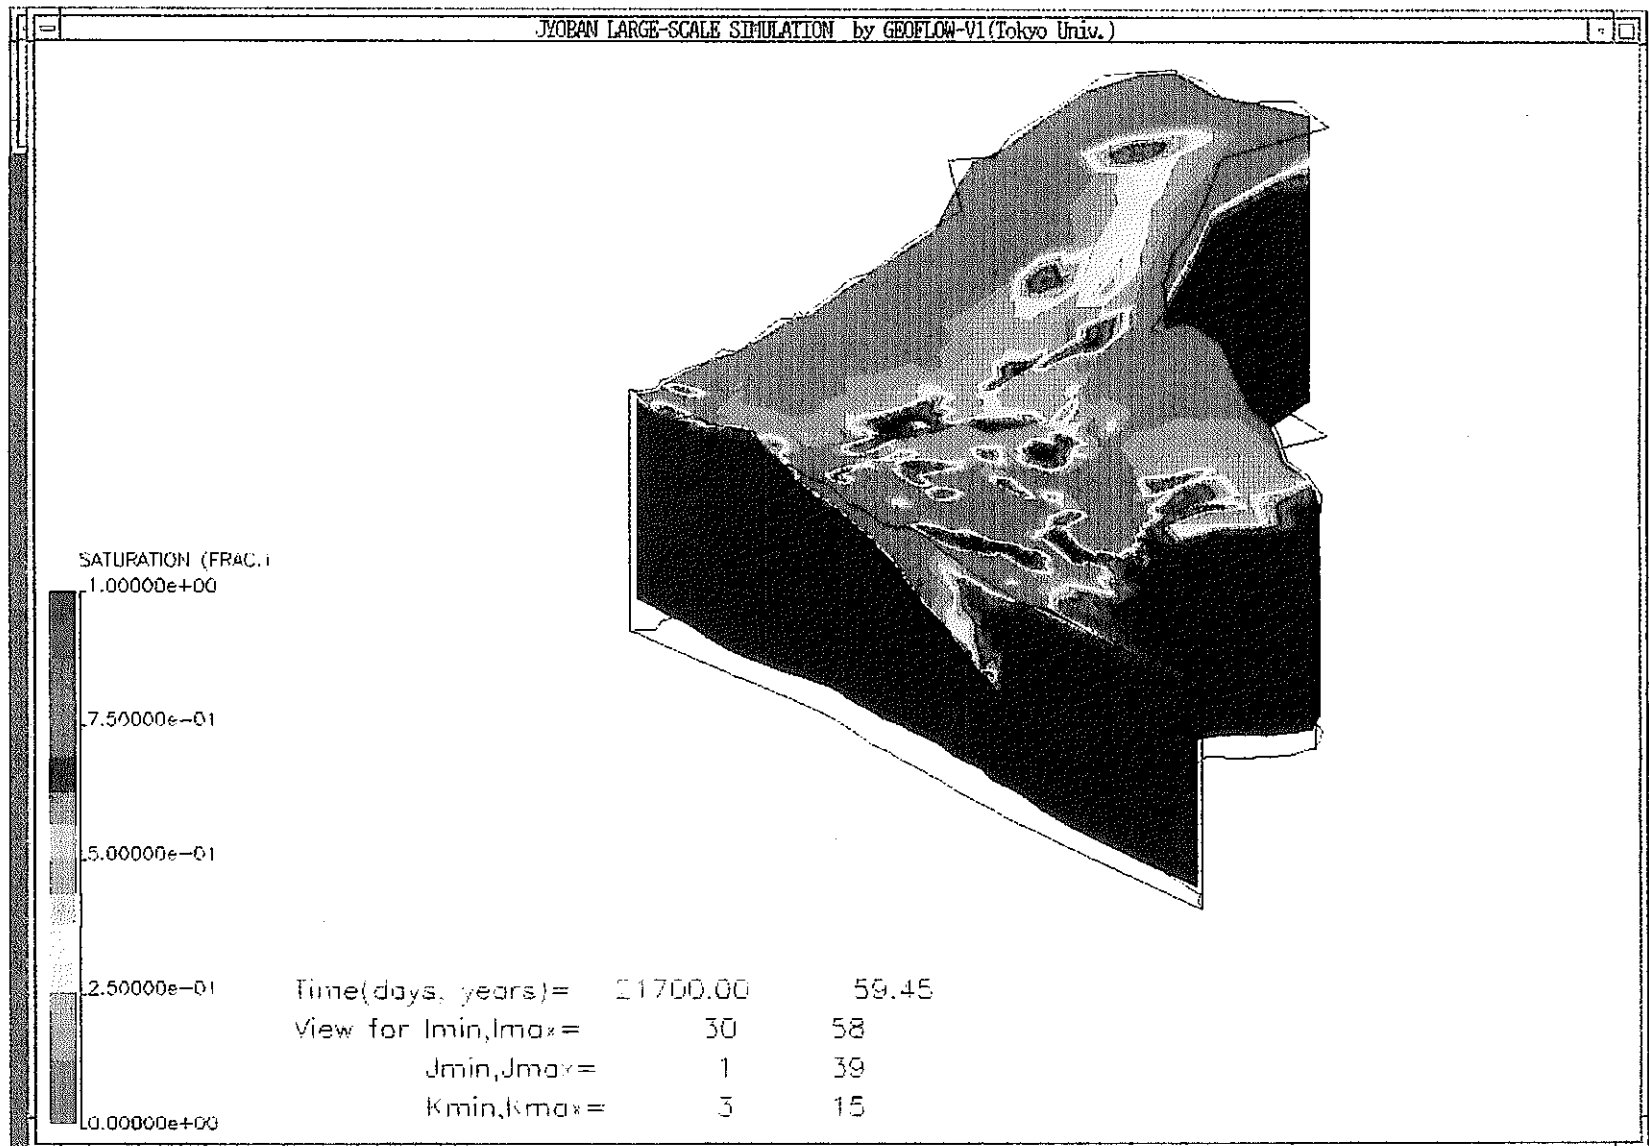 JYOBAN LARGE-SCALE SIMULATION by GEOFLOW-V1(Tokyo Univ.)
SATURATION (FRAC.)
1.00000e+00
7.50000e-01
5.00000e-01
2.50000e-01
0.00000e+00
Time(days, years)= 21700.00 59.45
View for Imin,Imax= 30 58
Jmin,Jmax= 1 39
Kmin,Kmax= 3 15